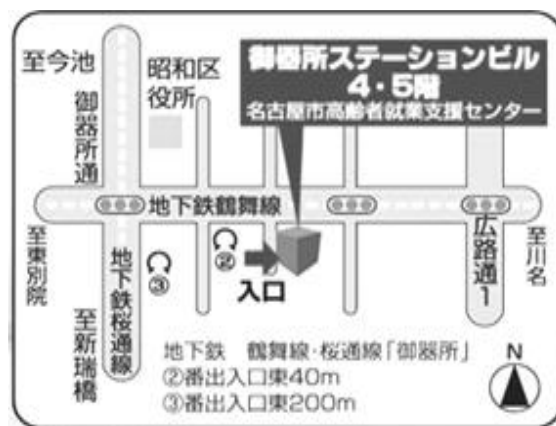 至今池
御器所通
昭和区
役所
御器所ステーションビル
4・5階
名古屋市高齢者就業支援センター
地下鉄鶴舞線
至東別院
地下鉄桜通線
至新瑞橋
③
②
入口
広路通1
至川名
地下鉄 鶴舞線・桜通線「御器所」
②番出入口東40m
③番出入口東200m
N